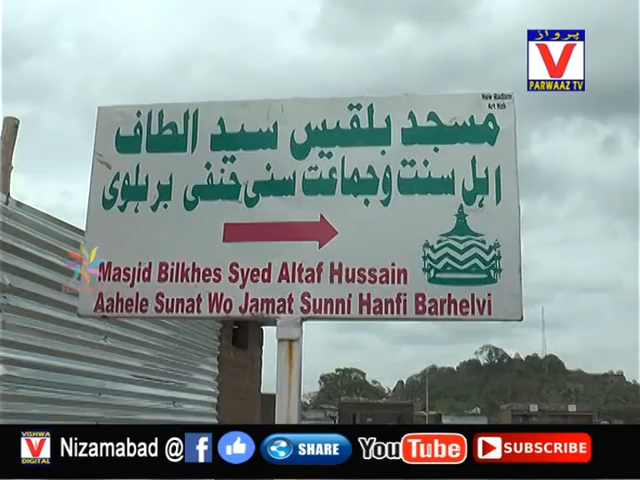 پرواز
V
PARWAAZ TV
New Radium
Art Nzb
مسجد بلقیس سید الطاف
اہل سنت وجماعت سنی حنفی بریلوی
Masjid Bilkhes Syed Altaf Hussain
Aahele Sunat Wo Jamat Sunni Hanfi Barhelvi
VISHWA
V
DIGITAL
Nizamabad @ f SHARE YouTube SUBSCRIBE